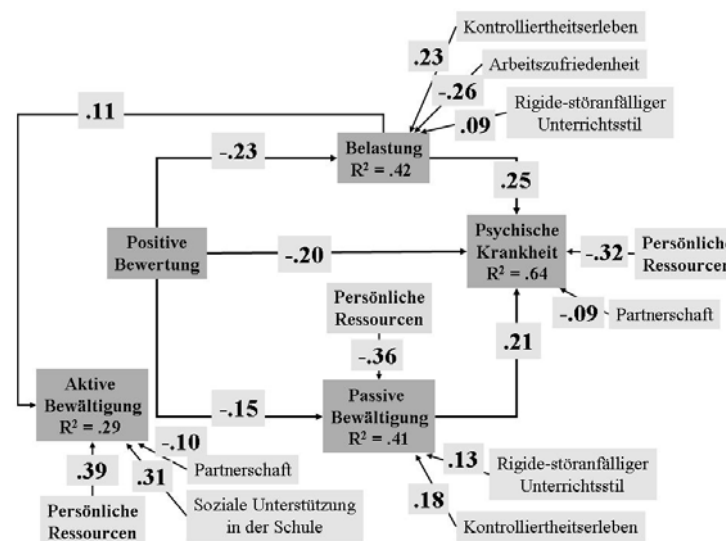 Kontrolliertheitserleben
.23
Arbeitszufriedenheit
-.26
.11
Rigide-störanfälliger
.09
Unterrichtsstil
Belastung
-.23
R² = .42
.25
Psychische
Positive
Krankheit
Bewertung
-.20
R² = .64
-.32
Persönliche
Ressourcen
Persönliche
Ressourcen
-.09
Partnerschaft
.21
-.36
Aktive
Bewältigung
R² = .29
-.15
Passive
Bewältigung
R² = .41
-.10
.39
.31
Partnerschaft
.13
Rigide-störanfälliger
Unterrichtsstil
Persönliche
Ressourcen
Soziale Unterstützung
in der Schule
.18
Kontrolliertheitserleben